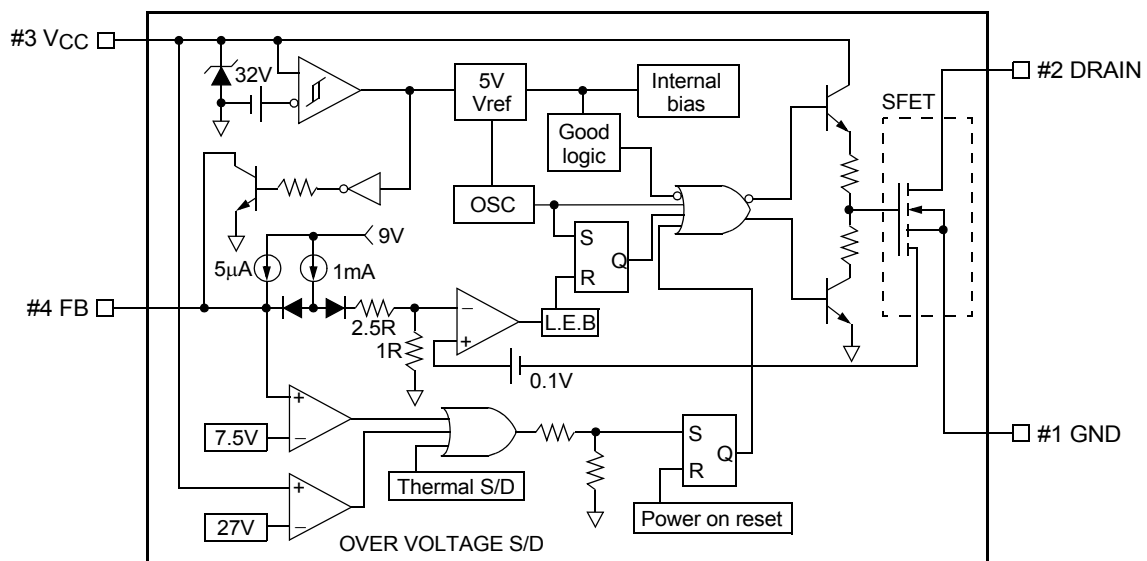 #3 VCC
32V
5V
Vref
Internal
bias
#2 DRAIN
SFET
Good
logic
OSC
S
R
Q
9V
5μA
1mA
#4 FB
2.5R
1R
−
+
L.E.B
0.1V
+
−
7.5V
Thermal S/D
S
R
Q
#1 GND
+
−
27V
Power on reset
OVER VOLTAGE S/D